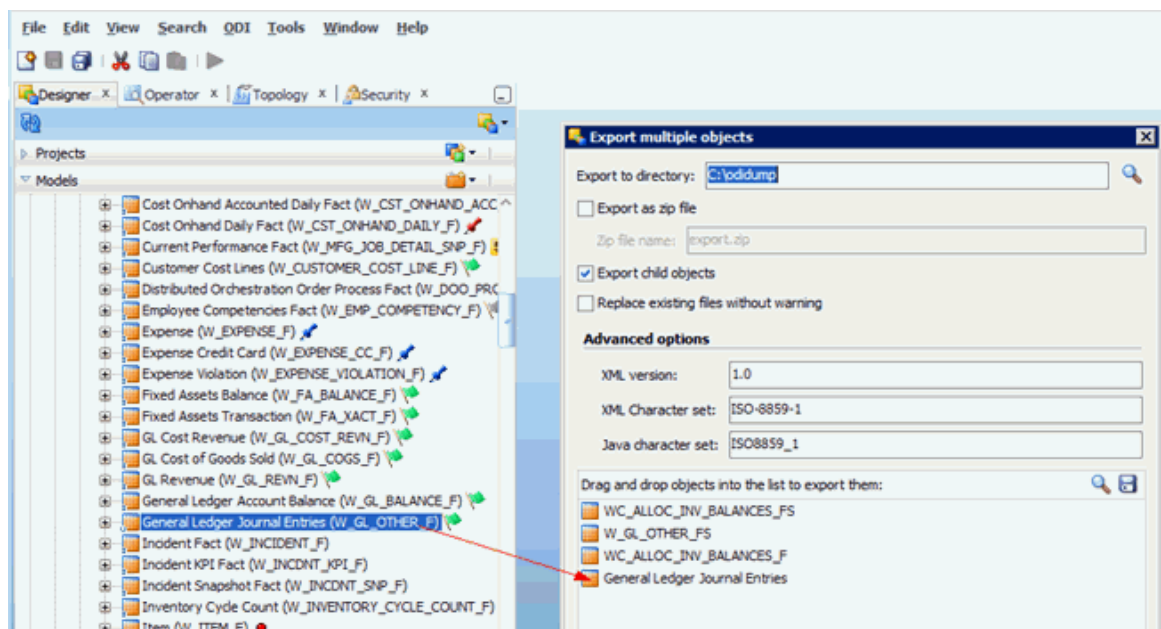 File Edit View Search ODI Tools Window Help
Designer Operator Topology Security
Projects
Models
Cost Onhand Accounted Daily Fact (W_CST_ONHAND_ACC
Cost Onhand Daily Fact (W_CST_ONHAND_DAILY_F)
Current Performance Fact (W_MFG_JOB_DETAIL_SNP_F)
Customer Cost Lines (W_CUSTOMER_COST_LINE_F)
Distributed Orchestration Order Process Fact (W_DOO_PRC
Employee Competencies Fact (W_EMP_COMPETENCY_F)
Expense (W_EXPENSE_F)
Expense Credit Card (W_EXPENSE_CC_F)
Expense Violation (W_EXPENSE_VIOLATION_F)
Fixed Assets Balance (W_FA_BALANCE_F)
Fixed Assets Transaction (W_FA_XACT_F)
GL Cost Revenue (W_GL_COST_REVN_F)
GL Cost of Goods Sold (W_GL_COGS_F)
GL Revenue (W_GL_REVN_F)
General Ledger Account Balance (W_GL_BALANCE_F)
General Ledger Journal Entries (W_GL_OTHER_F)
Incident Fact (W_INCIDENT_F)
Incident KPI Fact (W_INCDNT_KPI_F)
Incident Snapshot Fact (W_INCDNT_SNP_F)
Inventory Cycle Count (W_INVENTORY_CYCLE_COUNT_F)
Item (W_ITEM_F)
Export multiple objects
Export to directory: C:\odidump
Export as zip file
Zip file name: export.zip
Export child objects
Replace existing files without warning
Advanced options
XML version: 1.0
XML Character set: ISO-8859-1
Java character set: ISO8859_1
Drag and drop objects into the list to export them:
WC_ALLOC_INV_BALANCES_FS
W_GL_OTHER_FS
WC_ALLOC_INV_BALANCES_F
General Ledger Journal Entries